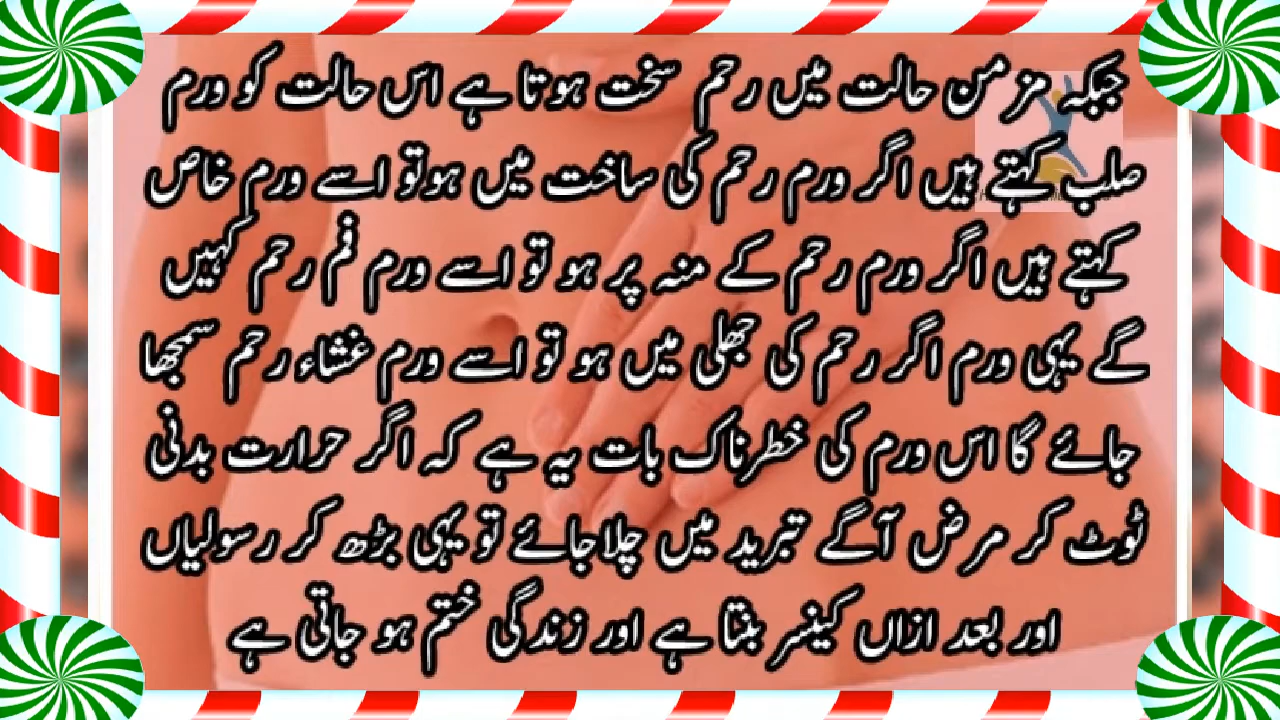 جبکہ مزمن حالت میں رحم سخت ہوتا ہے اس حالت کو ورم
صلب کہتے ہیں اگر ورم رحم کی ساخت میں ہوتو اسے ورم خاص
کہتے ہیں اگر ورم رحم کے منہ پر ہو تو اسے ورم فم رحم کہیں
گے یہی ورم اگر رحم کی جھلی میں ہو تو اسے ورم غشاء رحم سمجھا
جائے گا اس ورم کی خطرناک بات یہ ہے کہ اگر حرارت بدنی
ٹوٹ کر مرض آگے تبرید میں چلاجائے تو یہی بڑھ کر رسولیاں
اور بعد ازاں کینسر بنتا ہے اور زندگی ختم ہو جاتی ہے